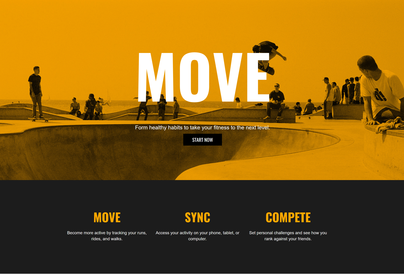 MOVE
Form healthy habits to take your fitness to the next level.
START NOW
MOVE
SYNC
COMPETE
Become more active by tracking your runs,
rides, and walks.
Access your activity on your phone, tablet, or
computer.
Set personal challenges and see how you
rank against your friends.